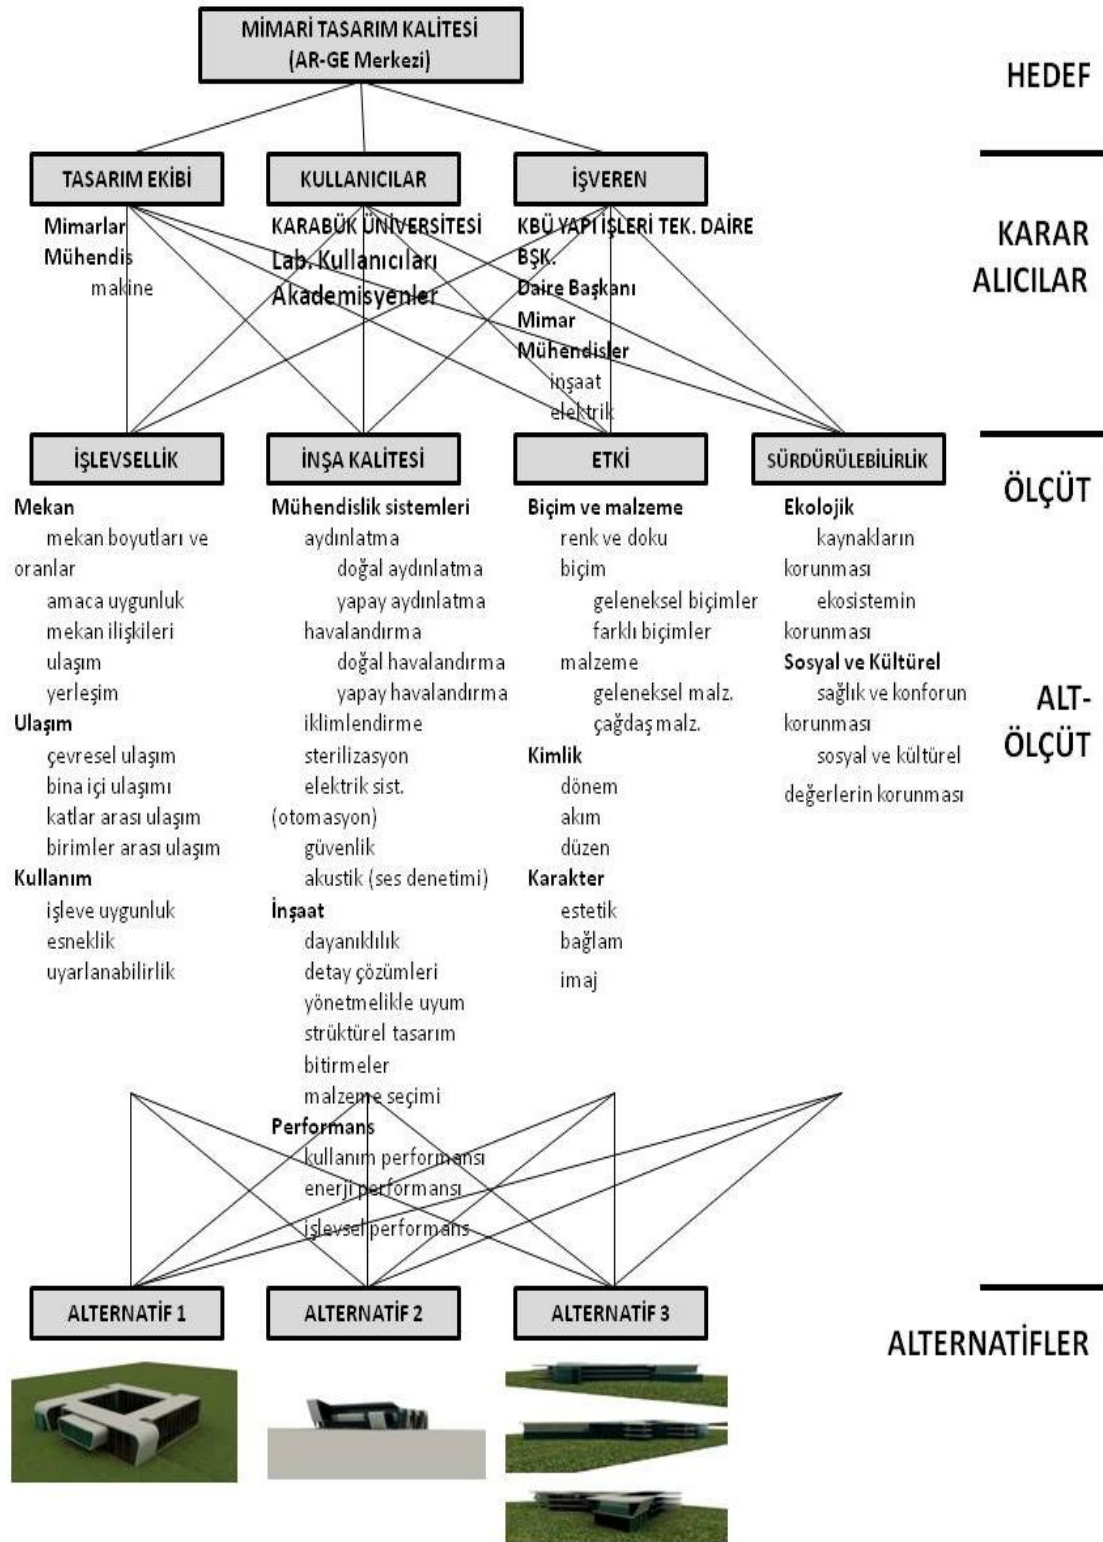 MİMARİ TASARIM KALİTESİ
(AR-GE Merkezi)
HEDEF
TASARIM EKİBİ
Mimarlar
Mühendis
makine
KULLANICILAR
KARABÜK ÜNİVERSİTESİ
Lab. Kullanıcıları
Akademisyenler
İŞVEREN
KBÜ YAPI İŞLERİ TEK. DAİRE
BŞK.
Daire Başkanı
Mimar
Mühendisler
inşaat
elektrik
KARAR
ALICILAR
İŞLEVSELLİK
Mekan
mekan boyutları ve
oranlar
amaca uygunluk
mekan ilişkileri
ulaşım
yerleşim
Ulaşım
çevresel ulaşım
bina içi ulaşımı
katlar arası ulaşım
birimler arası ulaşım
Kullanım
işleve uygunluk
esneklik
uyarlanabilirlik
İNŞA KALİTESİ
Mühendislik sistemleri
aydınlatma
doğal aydınlatma
yapay aydınlatma
havalandırma
doğal havalandırma
yapay havalandırma
iklimlendirme
sterilizasyon
elektrik sist.
(otomasyon)
güvenlik
akustik (ses denetimi)
İnşaat
dayanıklılık
detay çözümleri
yönetmelikle uyum
strüktürel tasarım
bitirmeler
malzeme seçimi
Performans
kullanım performansı
enerji performansı
işlevsel performans
ETKİ
Biçim ve malzeme
renk ve doku
biçim
geleneksel biçimler
farklı biçimler
malzeme
geleneksel malz.
çağdaş malz.
Kimlik
dönem
akım
düzen
Karakter
estetik
bağlam
imaj
SÜRDÜRÜLEBİLİRLİK
Ekolojik
kaynakların
korunması
ekosistemin
korunması
Sosyal ve Kültürel
sağlık ve konforun
korunması
sosyal ve kültürel
değerlerin korunması
ÖLÇÜT
ALT-
ÖLÇÜT
ALTERNATİF 1
ALTERNATİF 2
ALTERNATİF 3
ALTERNATİFLER